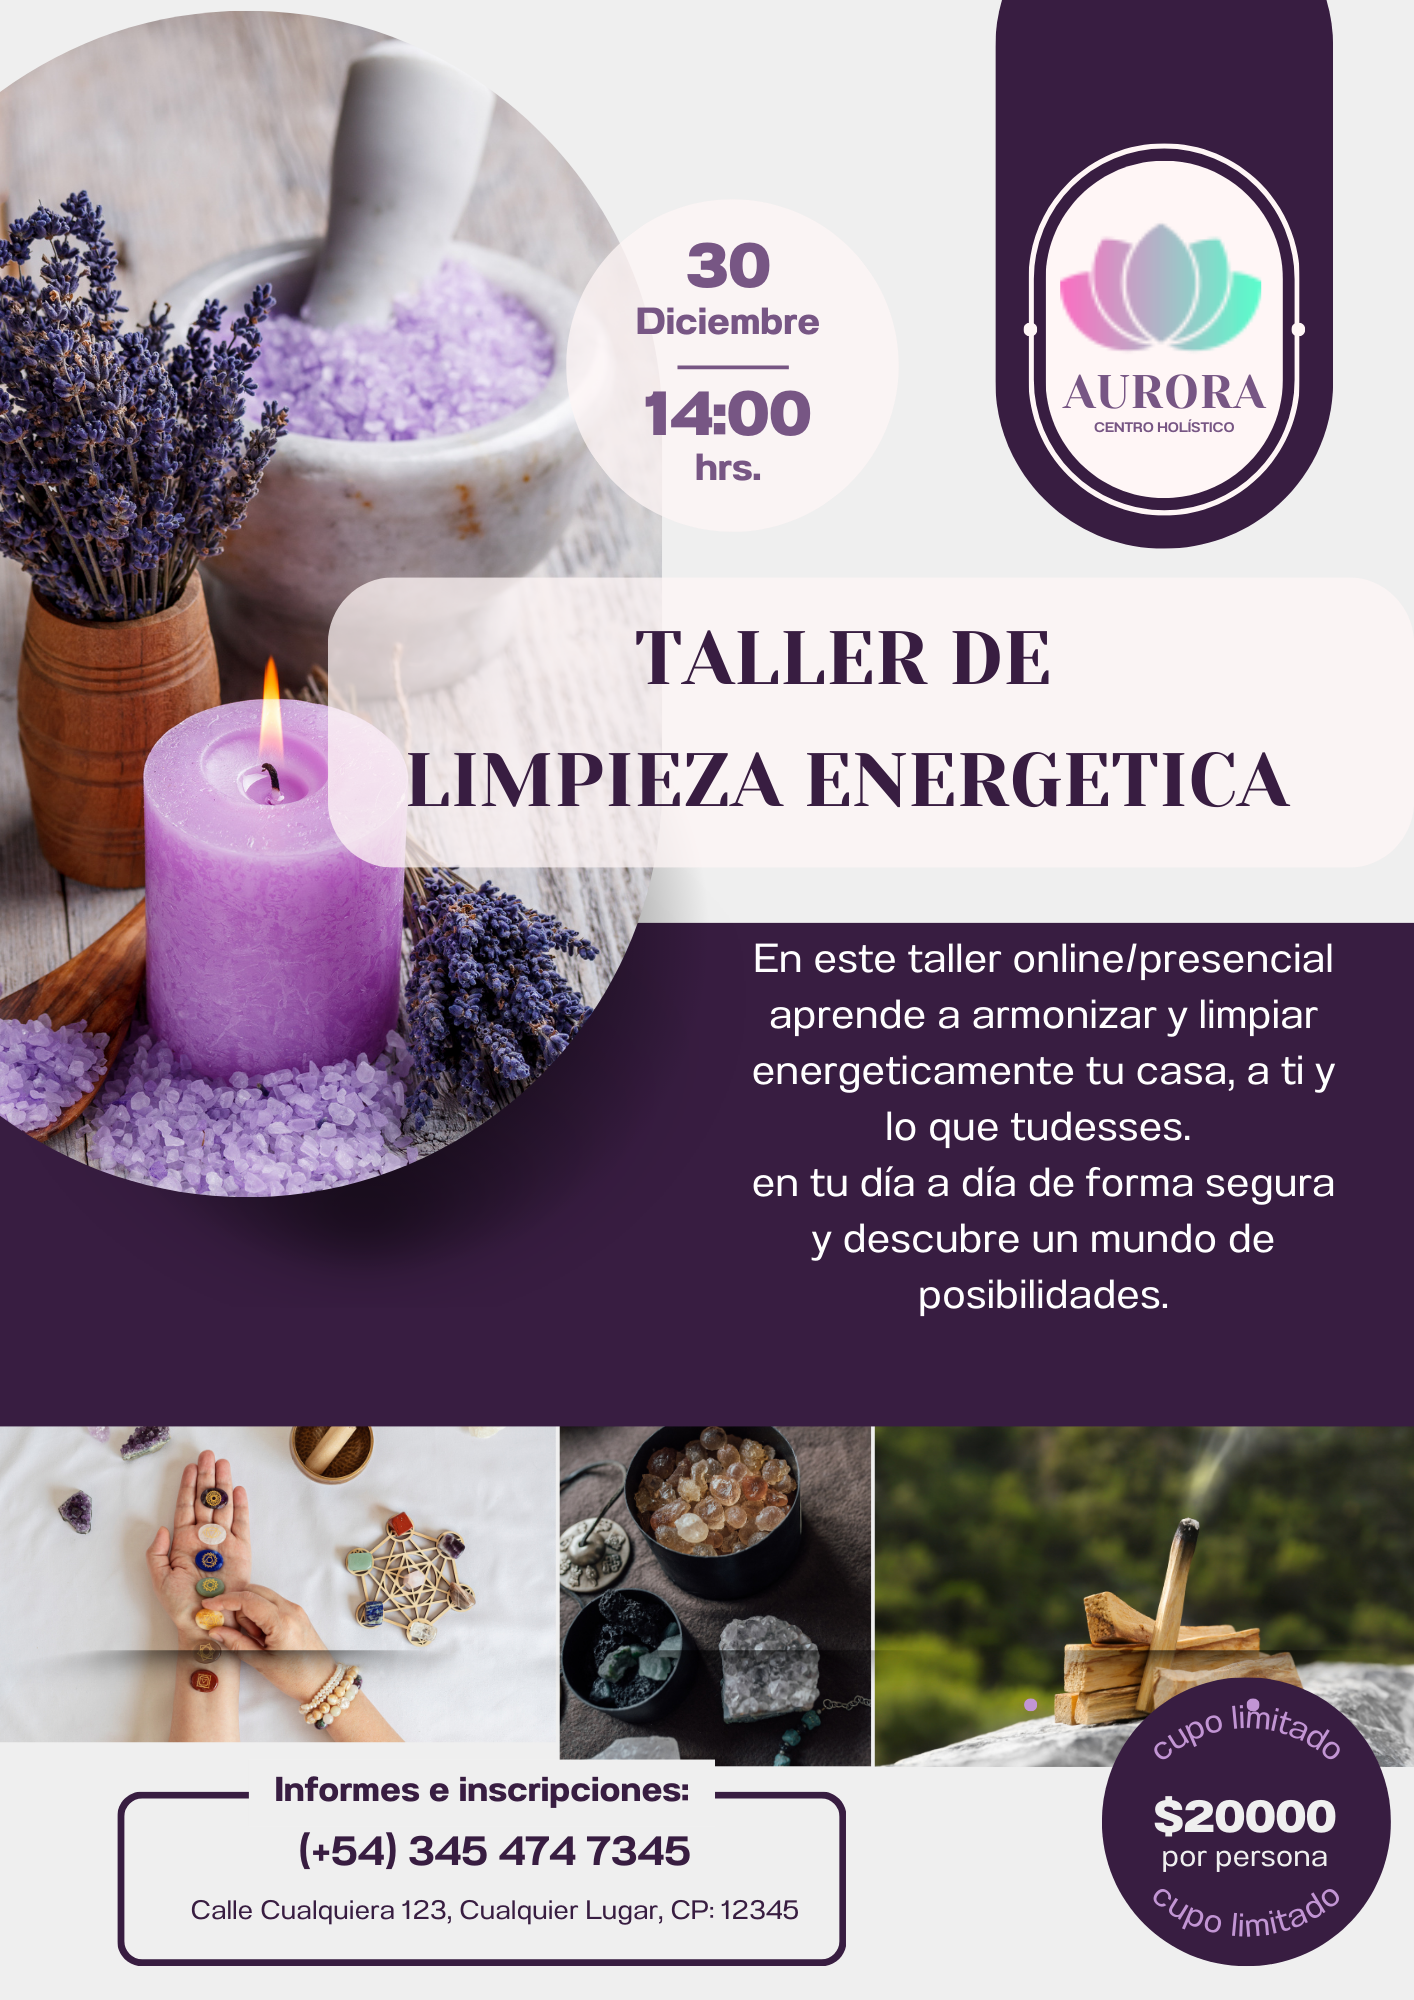 30
Diciembre
14:00
hrs.
AURORA
CENTRO HOLÍSTICO
TALLER DE
LIMPIEZA ENERGETICA
En este taller online/presencial
aprende a armonizar y limpiar
energeticamente tu casa, a ti y
lo que tudesses.
en tu día a día de forma segura
y descubre un mundo de
posibilidades.
Informes e inscripciones:
(+54) 345 474 7345
Calle Cualquiera 123, Cualquier Lugar, CP: 12345
cupo limitado
$20000
por persona
cupo limitado